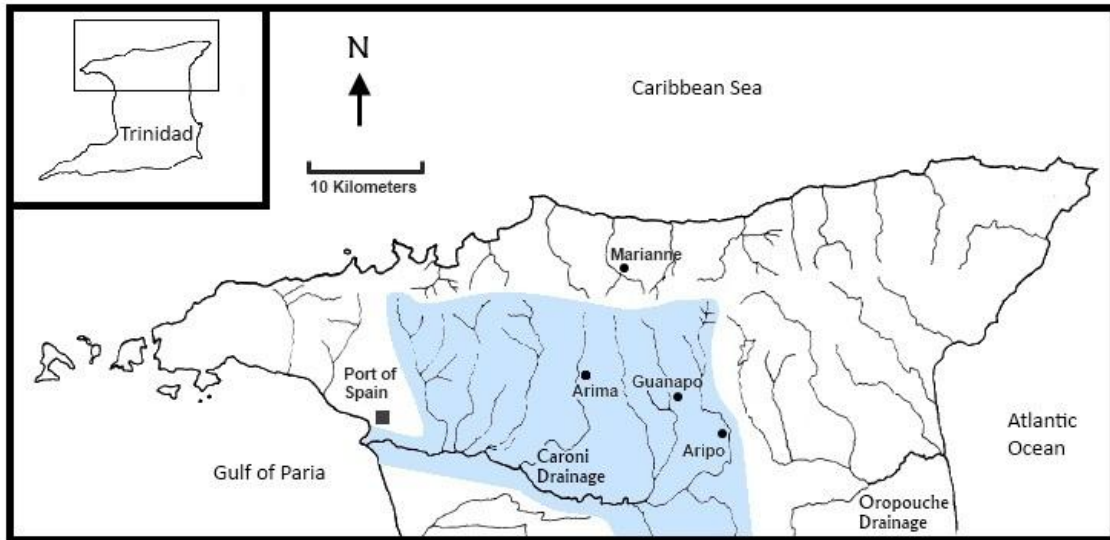 Trinidad
N
10 Kilometers
Caribbean Sea
Marianne
Port of
Spain
Arima
Guanapo
Aripo
Caroni
Drainage
Gulf of Paria
Atlantic
Ocean
Oropouche
Drainage